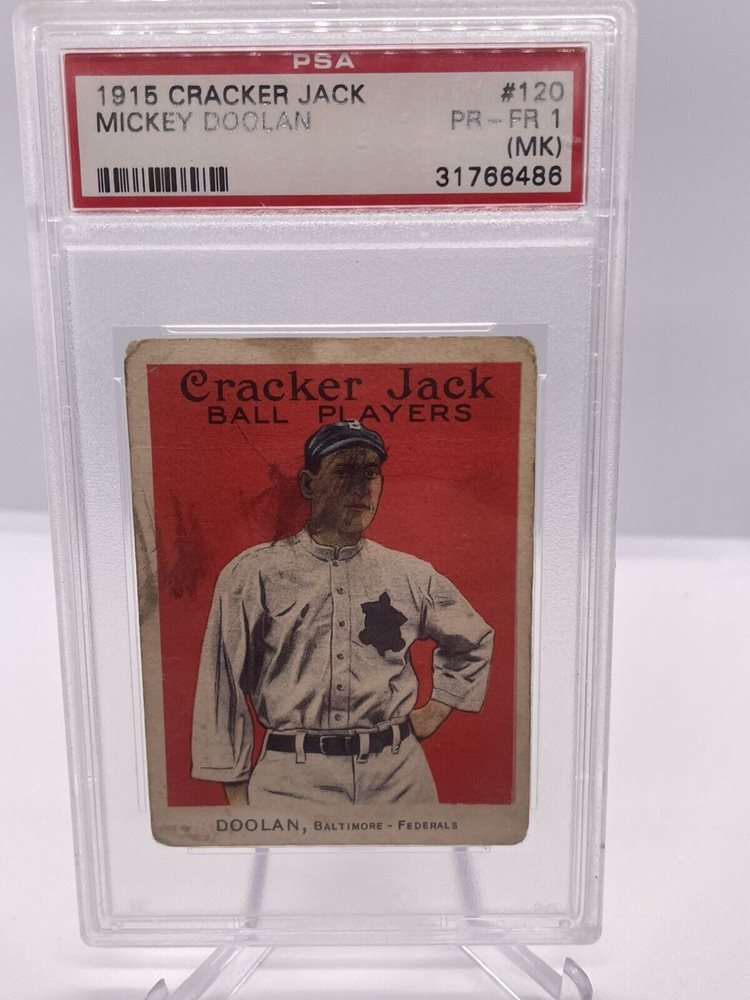 PSA
1915 CRACKER JACK #120
MICKEY DOOLAN PR - FR 1
(MK)
31766486
Cracker Jack
BALL PLAYERS
B
DOOLAN, BALTIMORE - FEDERALS